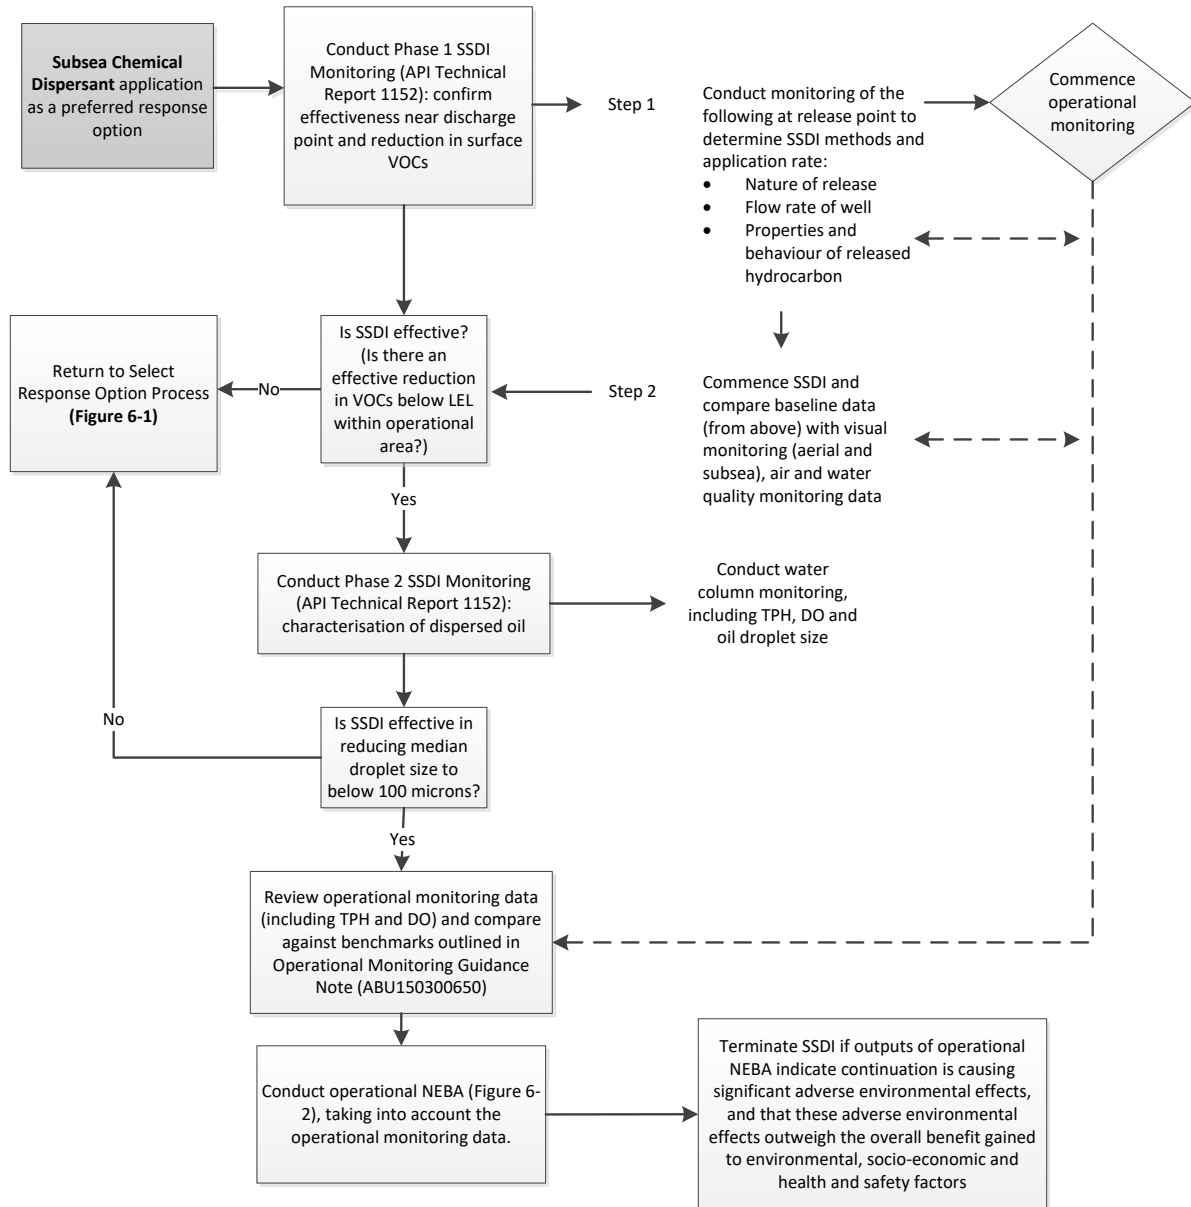 Subsea Chemical
Dispersant application
as a preferred response
option
Conduct Phase 1 SSDI
Monitoring (API Technical
Report 1152): confirm
effectiveness near discharge
point and reduction in surface
VOCs
Step 1
Conduct monitoring of the
following at release point to
determine SSDI methods and
application rate:
• Nature of release
• Flow rate of well
• Properties and
behaviour of released
hydrocarbon
Commence
operational
monitoring
Return to Select
Response Option Process
(Figure 6-1)
No
Is SSDI effective?
(Is there an
effective reduction
in VOCs below LEL
within operational
area?)
Step 2
Commence SSDI and
compare baseline data
(from above) with visual
monitoring (aerial and
subsea), air and water
quality monitoring data
Yes
Conduct Phase 2 SSDI Monitoring
(API Technical Report 1152):
characterisation of dispersed oil
Conduct water
column monitoring,
including TPH, DO and
oil droplet size
No
Is SSDI effective in
reducing median
droplet size to
below 100 microns?
Yes
Review operational monitoring data
(including TPH and DO) and compare
against benchmarks outlined in
Operational Monitoring Guidance
Note (ABU150300650)
Conduct operational NEBA (Figure 6-
2), taking into account the
operational monitoring data.
Terminate SSDI if outputs of operational
NEBA indicate continuation is causing
significant adverse environmental effects,
and that these adverse environmental
effects outweigh the overall benefit gained
to environmental, socio-economic and
health and safety factors